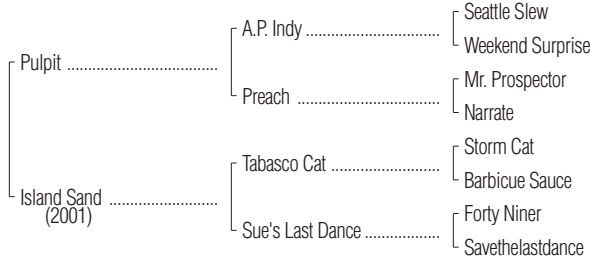 Seattle Slew
A.P. Indy ................................
Weekend Surprise
Pulpit ...................................
Mr. Prospector
Preach ..................................
Narrate
Storm Cat
Tabasco Cat ..........................
Barbicue Sauce
Island Sand .........................
(2001)
Forty Niner
Sue's Last Dance ..................
Savethelastdance